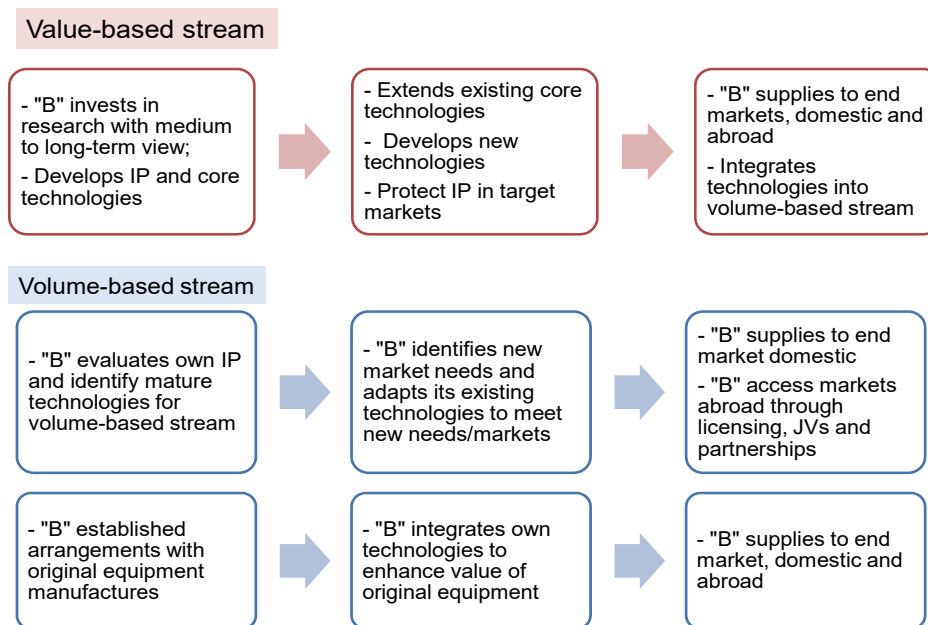 Value-based stream
- "B" invests in
research with medium
to long-term view;
- Develops IP and core
technologies
- Extends existing core
technologies
- Develops new
technologies
- Protect IP in target
markets
- "B" supplies to end
markets, domestic and
abroad
- Integrates
technologies into
volume-based stream
Volume-based stream
- "B" evaluates own IP
and identify mature
technologies for
volume-based stream
- "B" identifies new
market needs and
adapts its existing
technologies to meet
new needs/markets
- "B" supplies to end
market domestic
- "B" access markets
abroad through
licensing, JVs and
partnerships
- "B" established
arrangements with
original equipment
manufactures
- "B" integrates own
technologies to
enhance value of
original equipment
- "B" supplies to end
market, domestic and
abroad